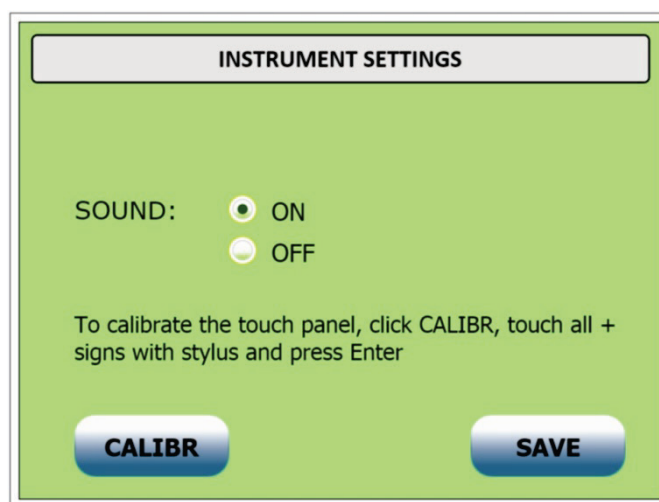 INSTRUMENT SETTINGS
SOUND:
ON
OFF
To calibrate the touch panel, click CALIBR, touch all +
signs with stylus and press Enter
CALIBR
SAVE